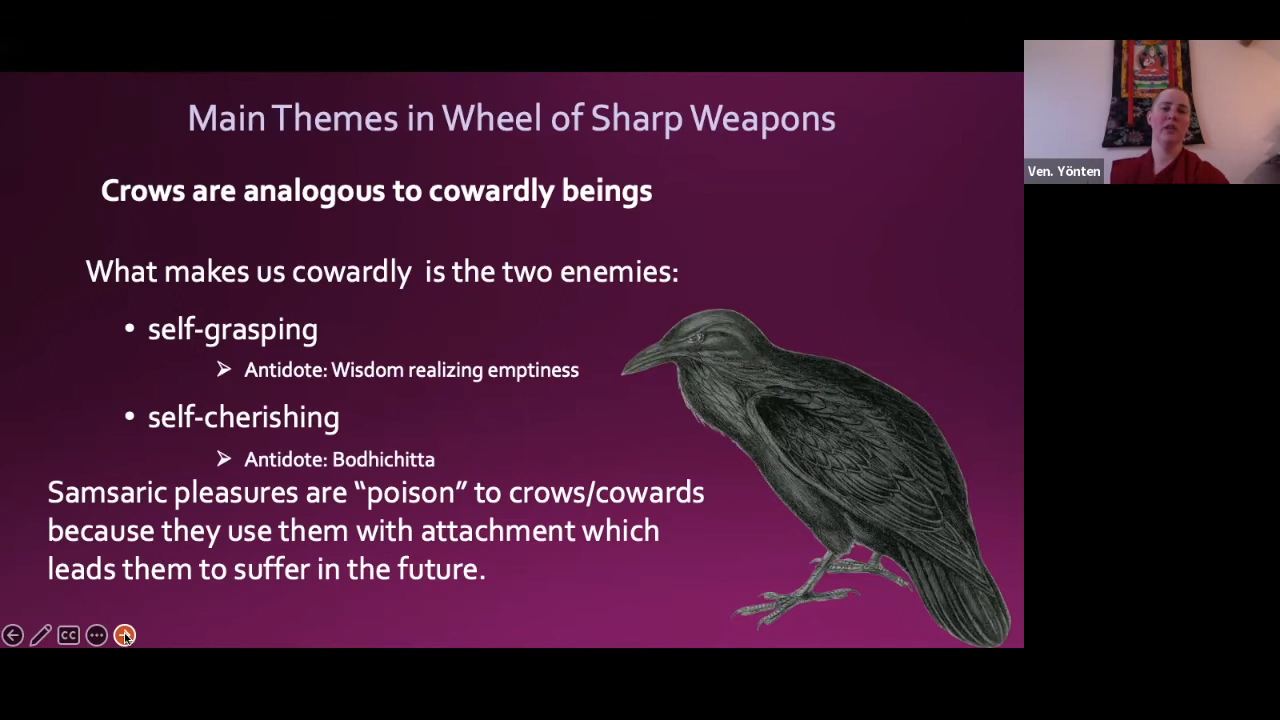 Main Themes in Wheel of Sharp Weapons
Crows are analogous to cowardly beings
What makes us cowardly is the two enemies:
• self-grasping
➢ Antidote: Wisdom realizing emptiness
• self-cherishing
➢ Antidote: Bodhichitta
Samsaric pleasures are “poison” to crows/cowards
because they use them with attachment which
leads them to suffer in the future.
CC
Ven. Yönten